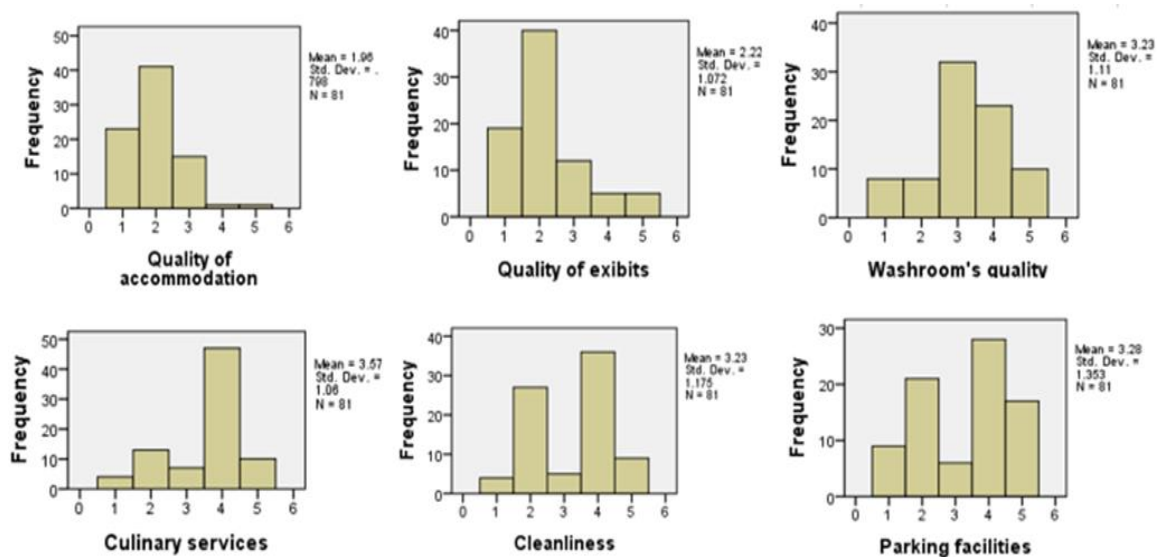 50
40
30
20
10
0
Frequency
0 1 2 3 4 5 6
Quality of
accommodation
Mean = 1.96
Std. Dev. = .
798
N = 81
40
30
20
10
0
Frequency
0 1 2 3 4 5 6
Quality of exibits
Mean = 2.22
Std. Dev. =
1.072
N = 81
40
30
20
10
0
Frequency
0 1 2 3 4 5 6
Washroom's quality
Mean = 3.23
Std. Dev. =
1.11
N = 81
50
40
30
20
10
0
Frequency
0 1 2 3 4 5 6
Culinary services
Mean = 3.57
Std. Dev. =
1.06
N = 81
40
30
20
10
0
Frequency
0 1 2 3 4 5 6
Cleanliness
Mean = 3.23
Std. Dev. =
1.175
N = 81
30
20
10
0
Frequency
0 1 2 3 4 5 6
Parking facilities
Mean = 3.28
Std. Dev. =
1.353
N = 81